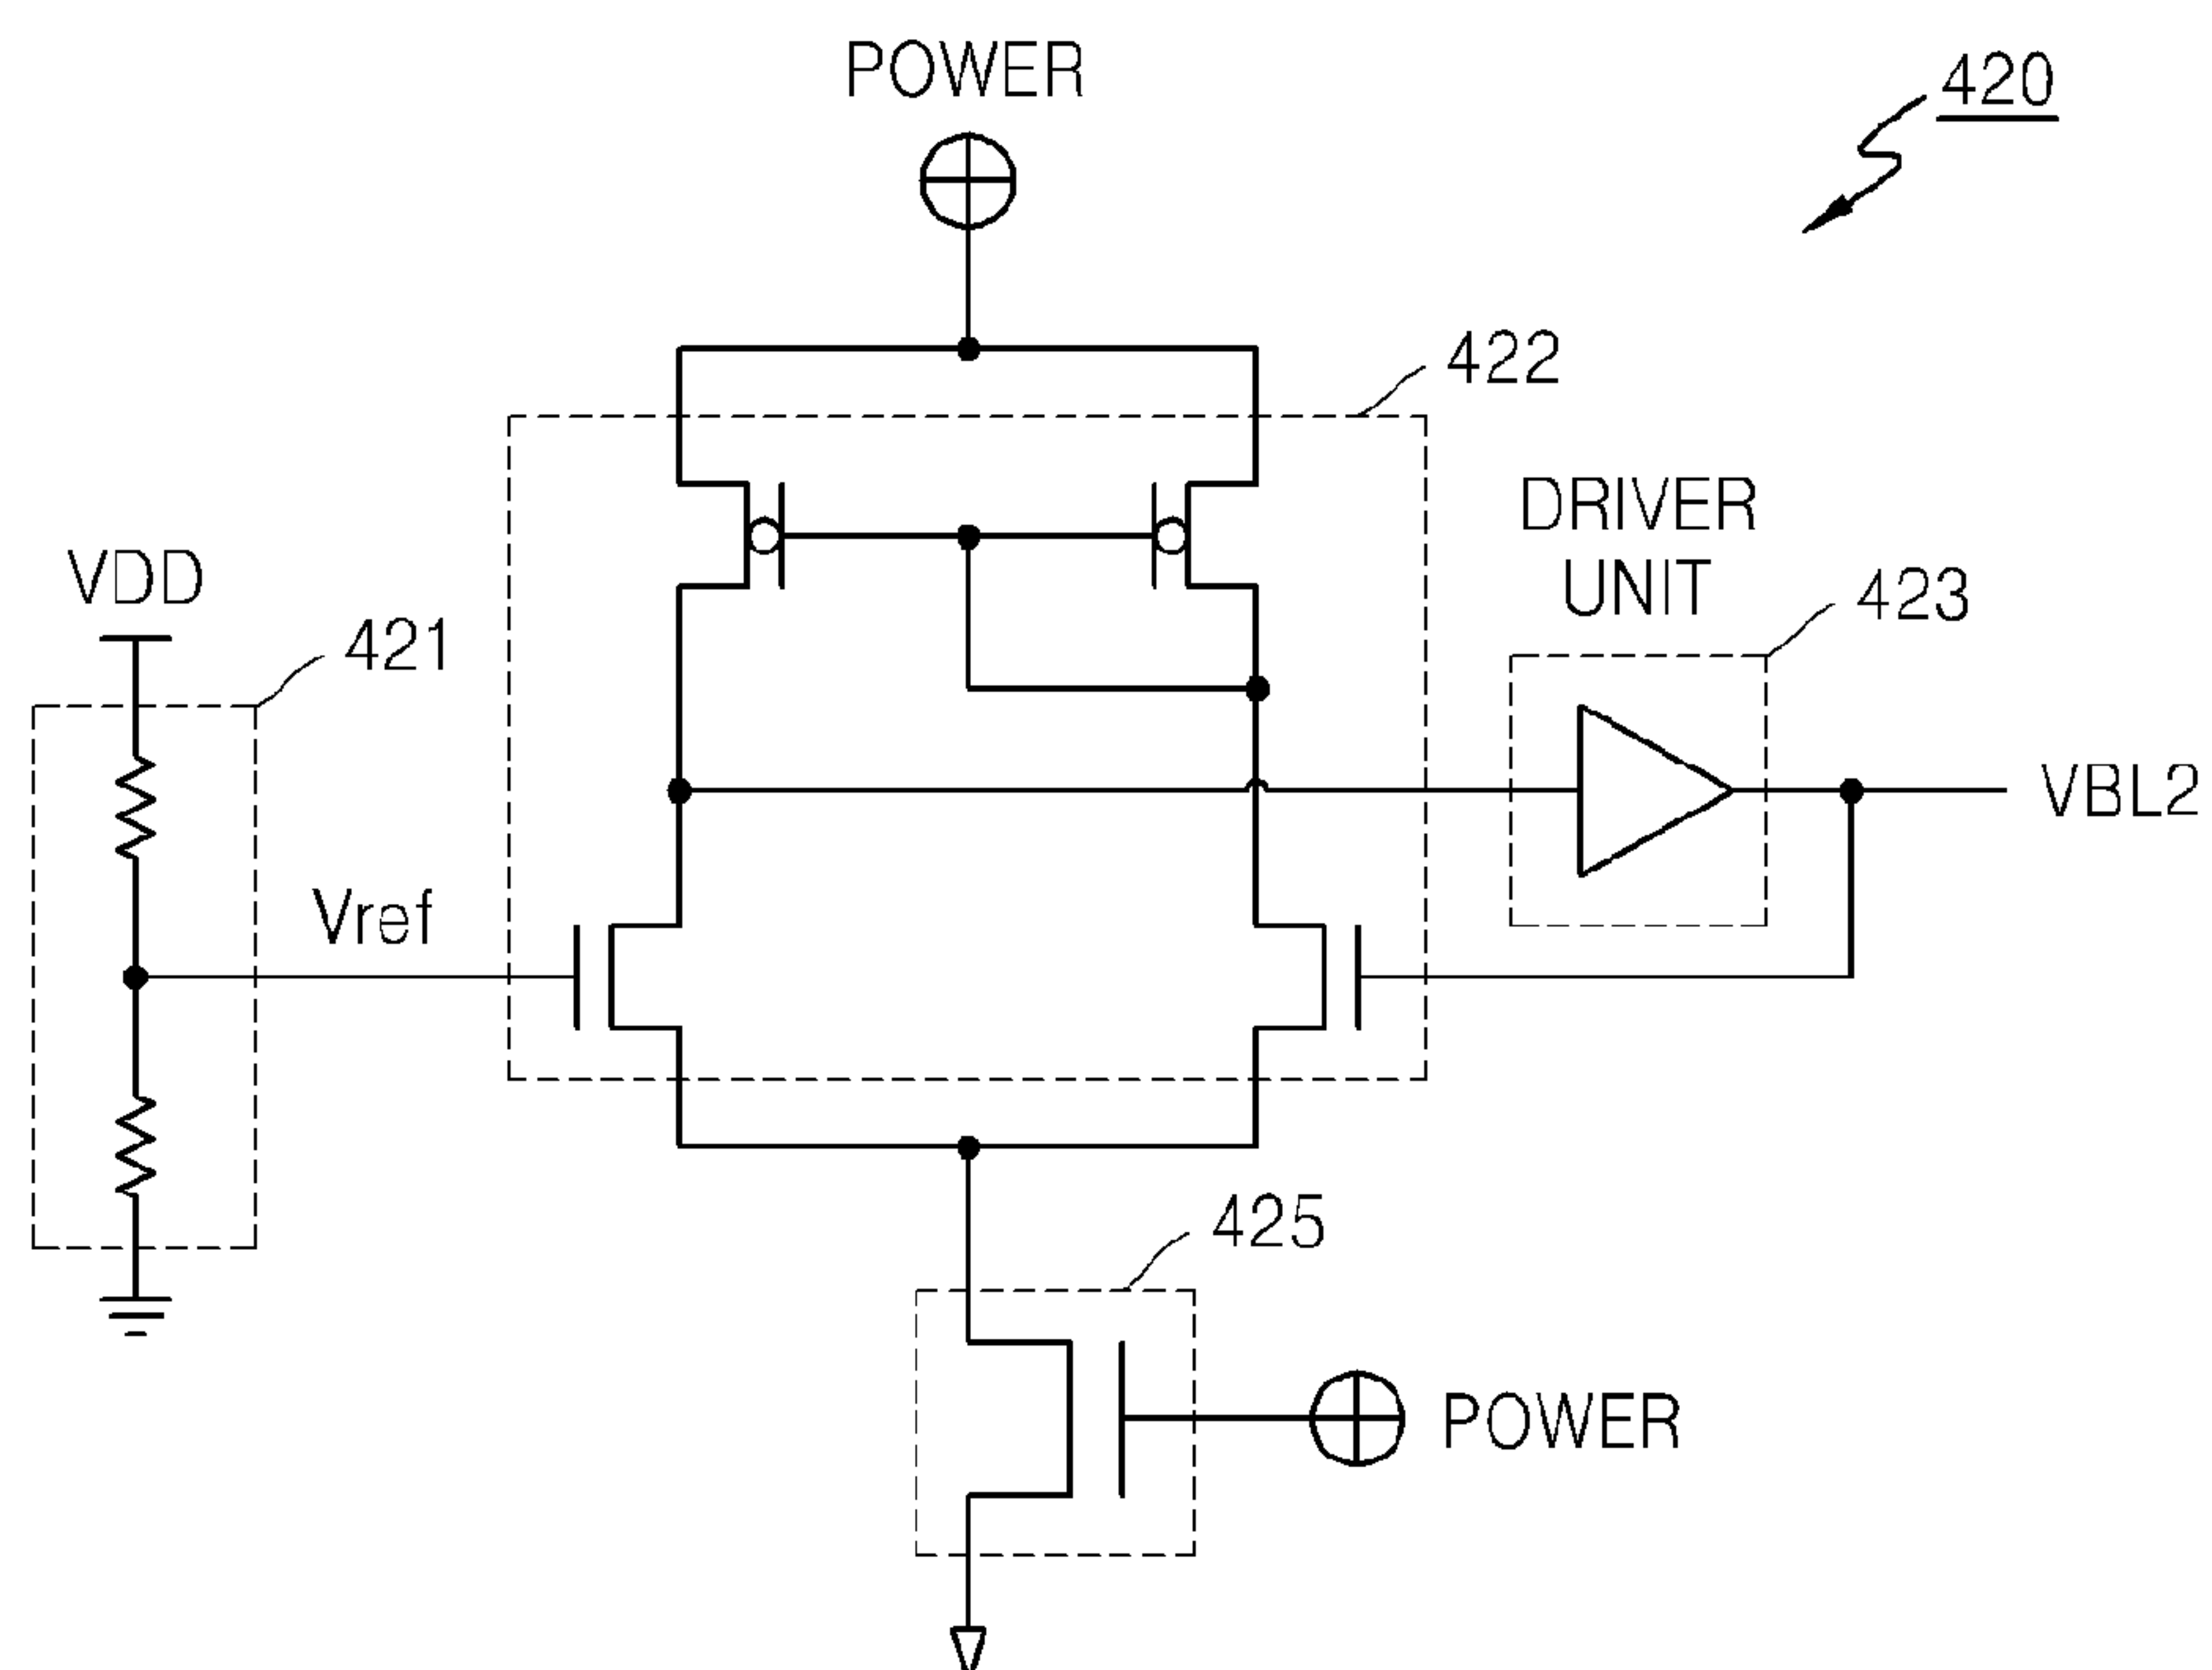 POWER
420
422
DRIVER
UNIT
423
VDD
421
VBL2
Vref
425
POWER